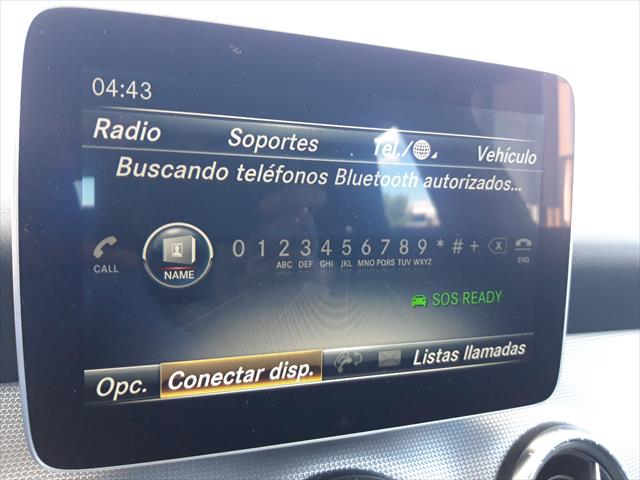 04:43
Radio Soportes Tel./ Vehículo
Buscando teléfonos Bluetooth autorizados...
0 1 2 3 4 5 6 7 8 9 * # +
CALL NAME ABC DEF GHI JKL MNO PQRS TUV WXYZ END
SOS READY
Opc. Conectar disp. Listas llamadas